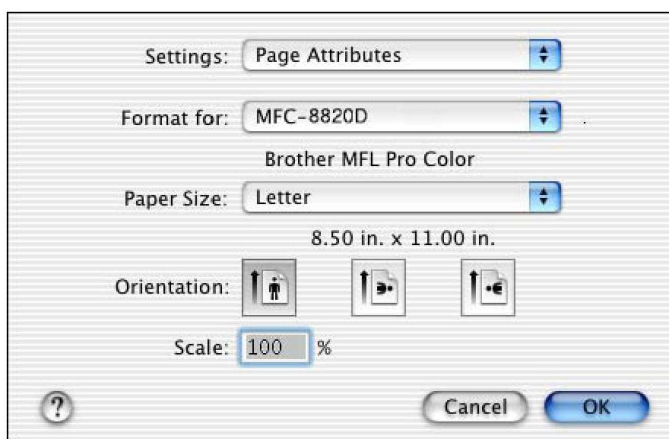 Settings: Page Attributes
Format for: MFC-8820D
Brother MFL Pro Color
Paper Size: Letter
8.50 in. x 11.00 in.
Orientation:
Scale: 100 %
? Cancel OK